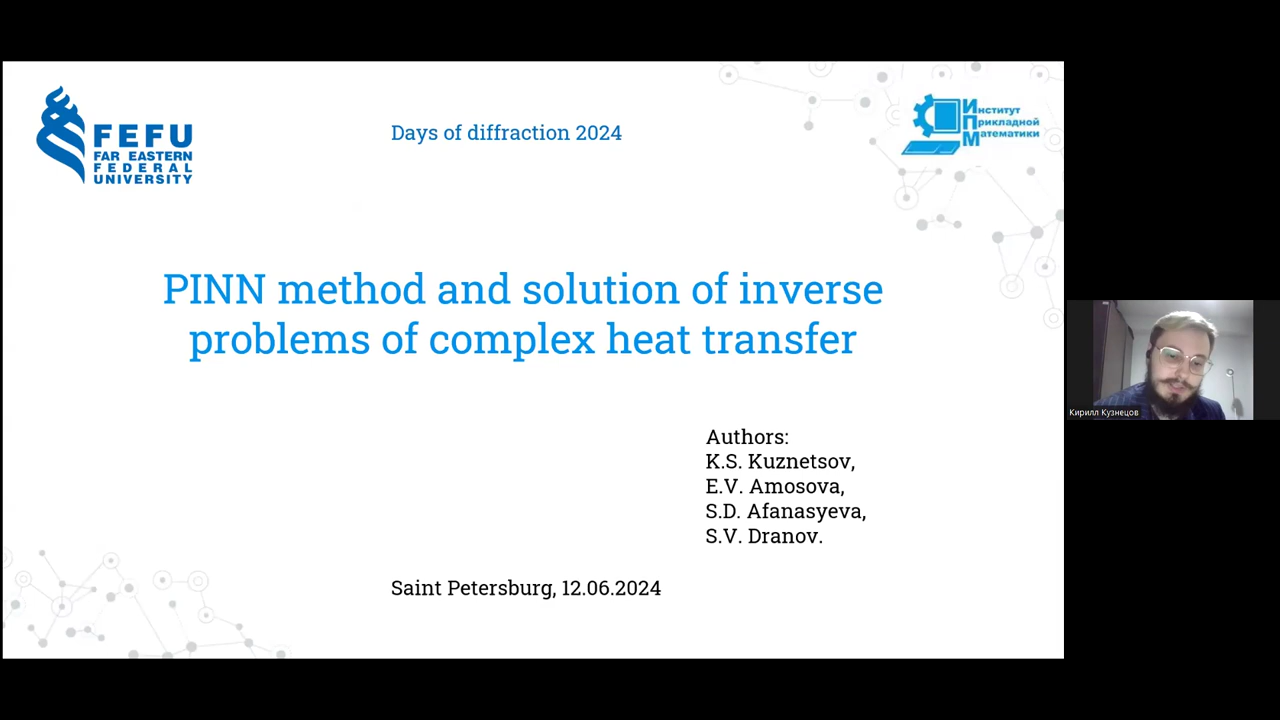 FEFU
FAR EASTERN
FEDERAL
UNIVERSITY
Days of diffraction 2024
Институт
Прикладной
Математики
PINN method and solution of inverse
problems of complex heat transfer
Authors:
K.S. Kuznetsov,
E.V. Amosova,
S.D. Afanasyeva,
S.V. Dranov.
Saint Petersburg, 12.06.2024
Кирилл Кузнецов